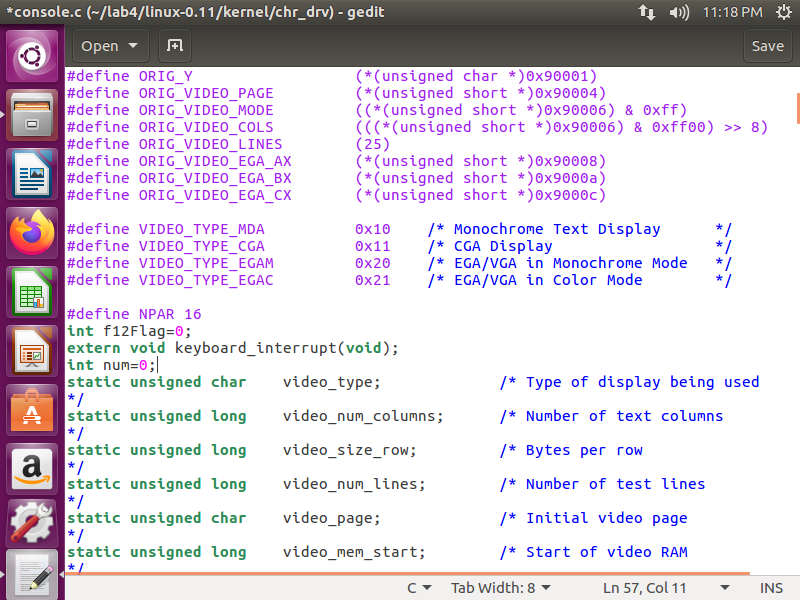 *console.c (~/lab4/linux-0.11/kernel/chr_drv) - gedit
11:18 PM
Open
Save
#define ORIG_Y (*(unsigned char *)0x90001)
#define ORIG_VIDEO_PAGE (*(unsigned short *)0x90004)
#define ORIG_VIDEO_MODE ((*(unsigned short *)0x90006) & 0xff)
#define ORIG_VIDEO_COLS (((*(unsigned short *)0x90006) & 0xff00) >> 8)
#define ORIG_VIDEO_LINES (25)
#define ORIG_VIDEO_EGA_AX (*(unsigned short *)0x90008)
#define ORIG_VIDEO_EGA_BX (*(unsigned short *)0x9000a)
#define ORIG_VIDEO_EGA_CX (*(unsigned short *)0x9000c)
#define VIDEO_TYPE_MDA 0x10 /* Monochrome Text Display */
#define VIDEO_TYPE_CGA 0x11 /* CGA Display */
#define VIDEO_TYPE_EGAM 0x20 /* EGA/VGA in Monochrome Mode */
#define VIDEO_TYPE_EGAC 0x21 /* EGA/VGA in Color Mode */
#define NPAR 16
int f12Flag=0;
extern void keyboard_interrupt(void);
int num=0;
static unsigned char video_type; /* Type of display being used
*/
static unsigned long video_num_columns; /* Number of text columns
*/
static unsigned long video_size_row; /* Bytes per row
*/
static unsigned long video_num_lines; /* Number of test lines
*/
static unsigned char video_page; /* Initial video page
*/
static unsigned long video_mem_start; /* Start of video RAM
*/
C
Tab Width: 8
Ln 57, Col 11
INS